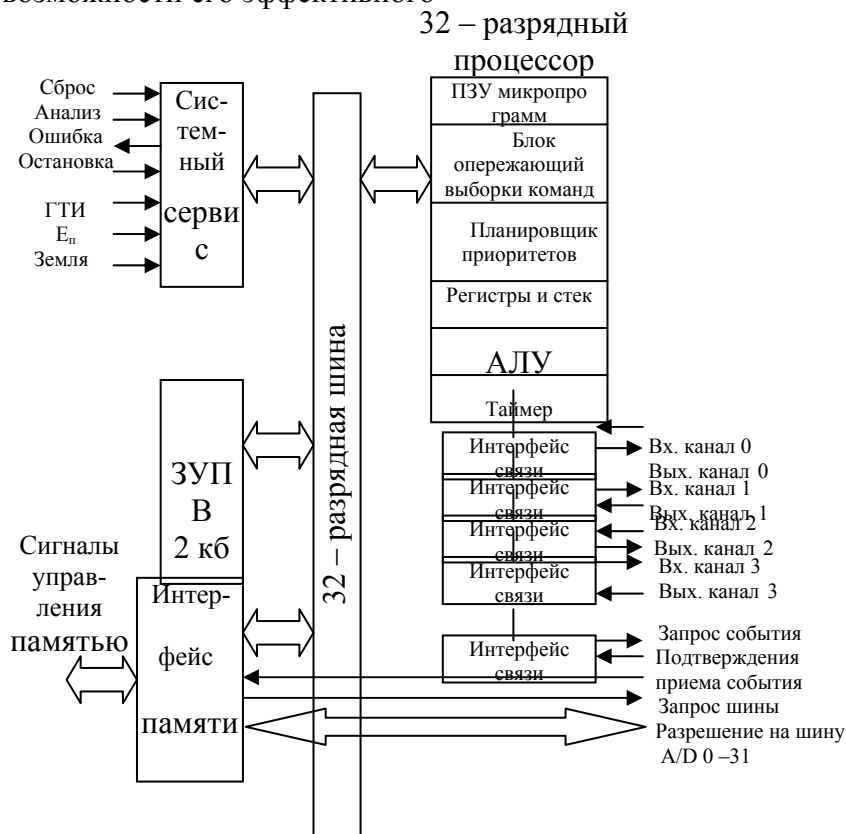 возможности его эффективного
32 – разрядный
процессор
Сброс
Анализ
Ошибка
Остановка
ГТИ
Eп
Земля
Сис-
тем-
ный
серви
с
ПЗУ микропро
грамм
Блок
опережающий
выборки команд
Планировщик
приоритетов
Регистры и стек
АЛУ
Таймер
32 – разрядная шина
ЗУП
В
2 кб
Сигналы
управ-
ления
памятью
Интер-
фейс
памяти
Интерфейс
связи
Интерфейс
связи
Интерфейс
связи
Интерфейс
связи
Интерфейс
связи
Вх. канал 0
Вых. канал 0
Вх. канал 1
Вых. канал 1
Вх. канал 2
Вых. канал 2
Вх. канал 3
Вых. канал 3
Запрос события
Подтверждения
приема события
Запрос шины
Разрешение на шину
A/D 0 –31